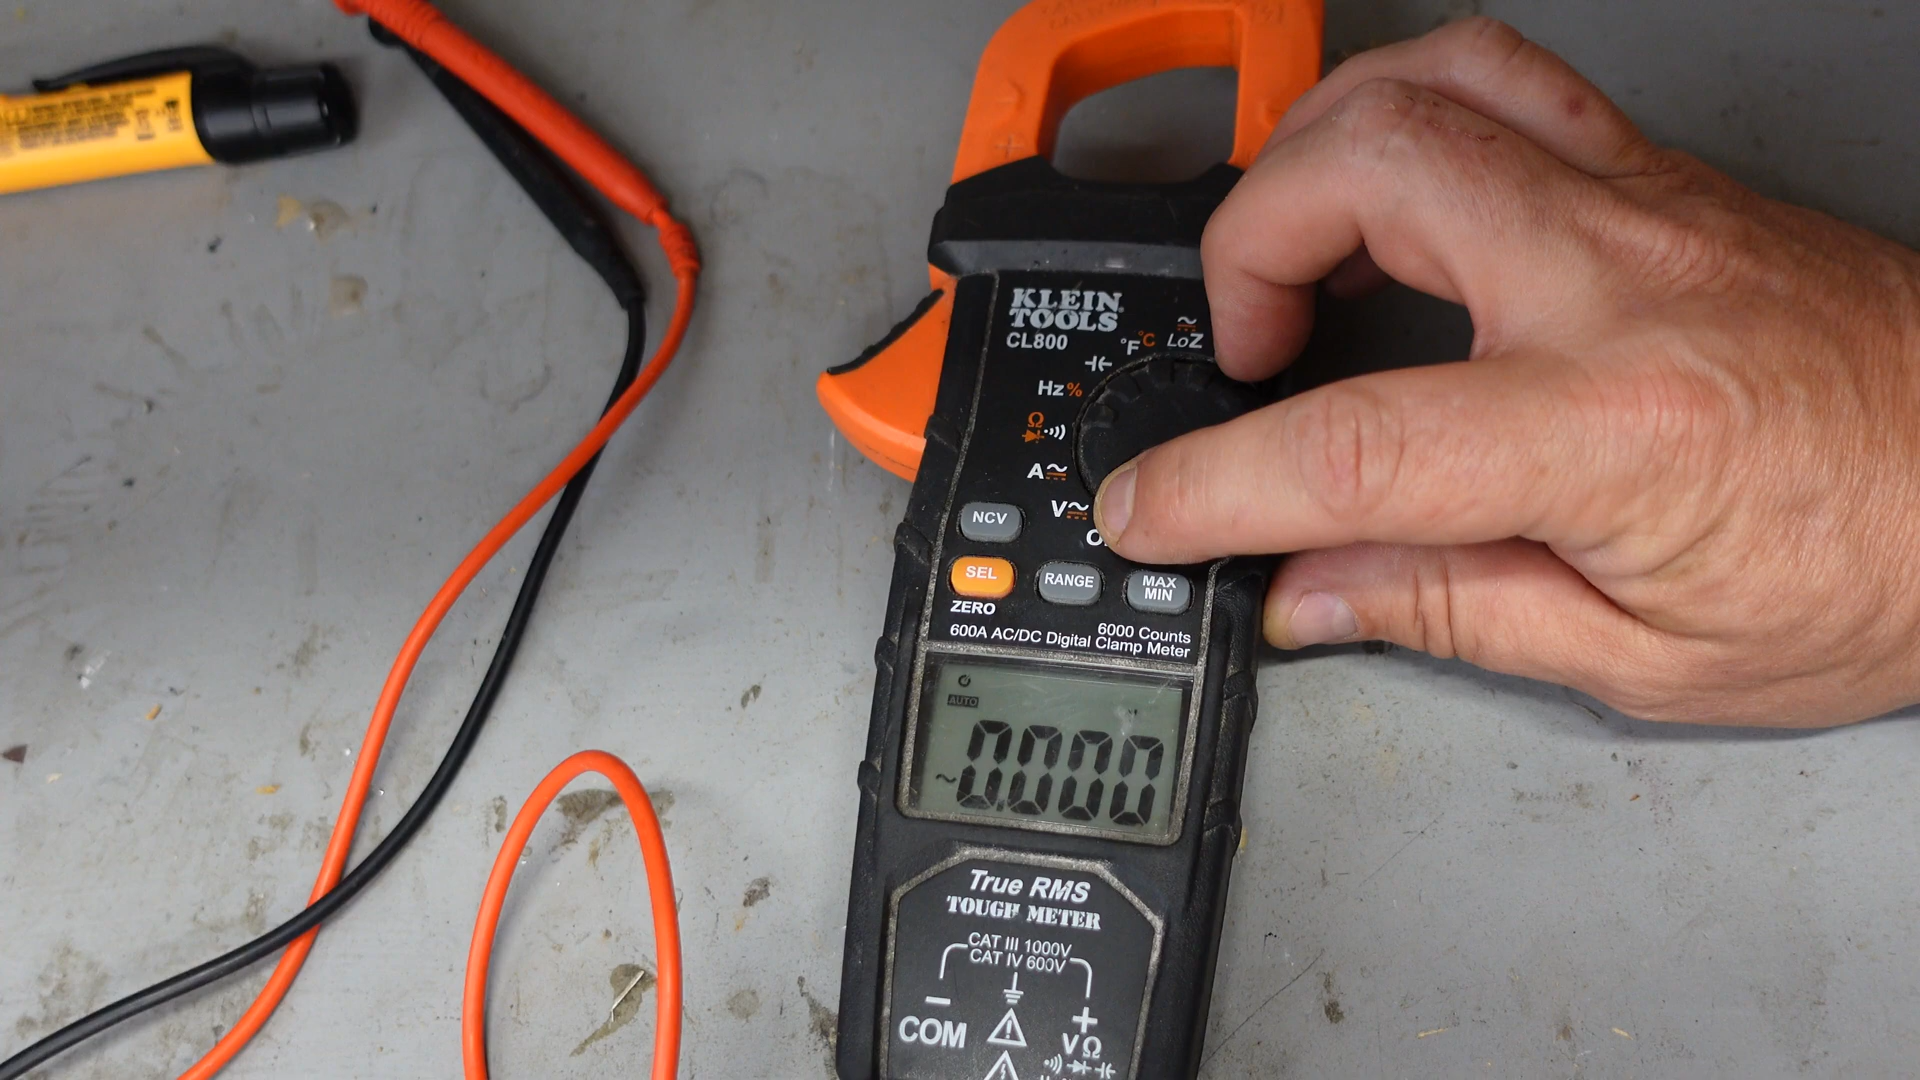 KLEIN
TOOLS
CL800
°F °C
LoZ
Hz %
Ω
A
V
NCV
SEL
RANGE
MAX
MIN
ZERO
6000 Counts
600A AC/DC Digital Clamp Meter
AUTO
0.000
True RMS
TOUGH METER
CAT III 1000V
CAT IV 600V
COM
VΩ